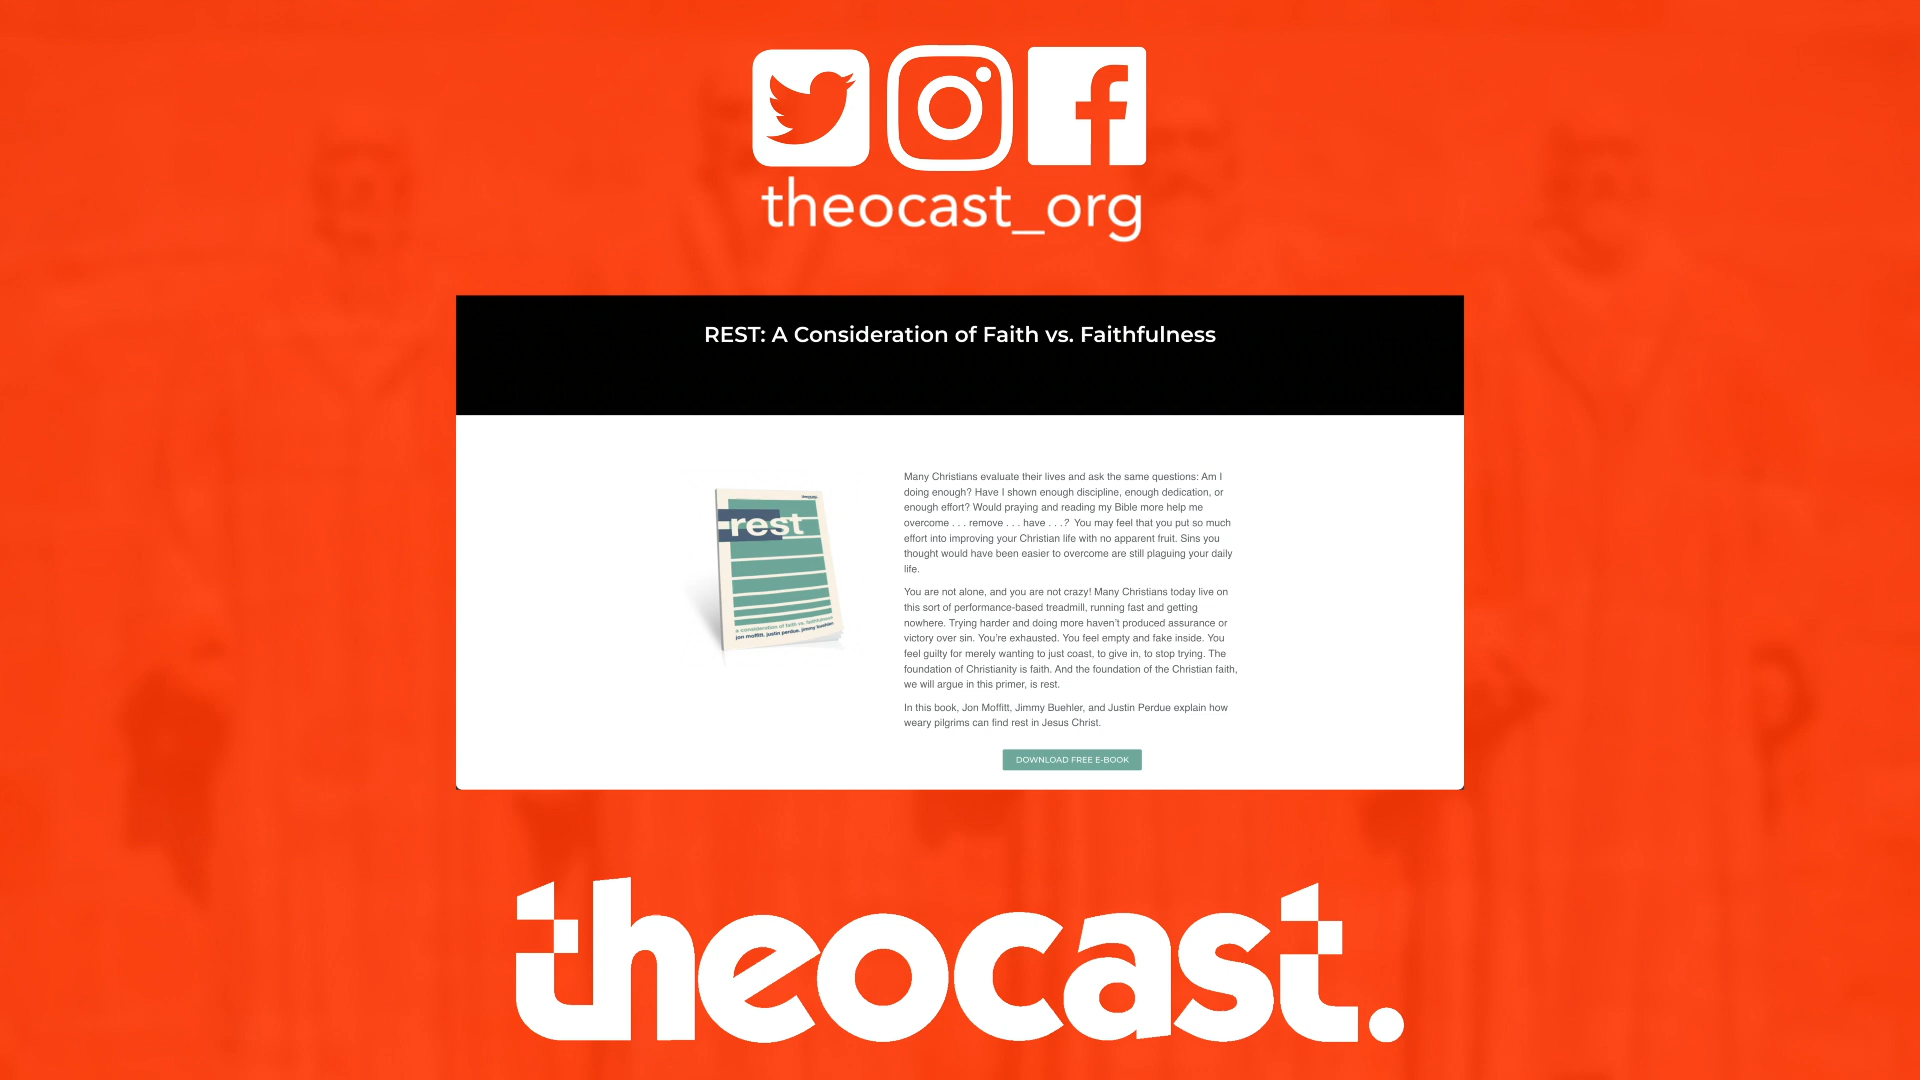 theocast_org
REST: A Consideration of Faith vs. Faithfulness
Many Christians evaluate their lives and ask the same questions: Am I
doing enough? Have I shown enough discipline, enough dedication, or
enough effort? Would praying and reading my Bible more help me
overcome . . . remove . . . have . . .? You may feel that you put so much
effort into improving your Christian life with no apparent fruit. Sins you
thought would have been easier to overcome are still plaguing your daily
life.
You are not alone, and you are not crazy! Many Christians today live on
this sort of performance-based treadmill, running fast and getting
nowhere. Trying harder and doing more haven’t produced assurance or
victory over sin. You’re exhausted. You feel empty and fake inside. You
feel guilty for merely wanting to just coast, to give in, to stop trying. The
foundation of Christianity is faith. And the foundation of the Christian faith,
we will argue in this primer, is rest.
In this book, Jon Moffitt, Jimmy Buehler, and Justin Perdue explain how
weary pilgrims can find rest in Jesus Christ.
DOWNLOAD FREE E-BOOK
rest
a consideration of faith vs. faithfulness
jon moffitt, justin perdue, jimmy buehler
theocast.